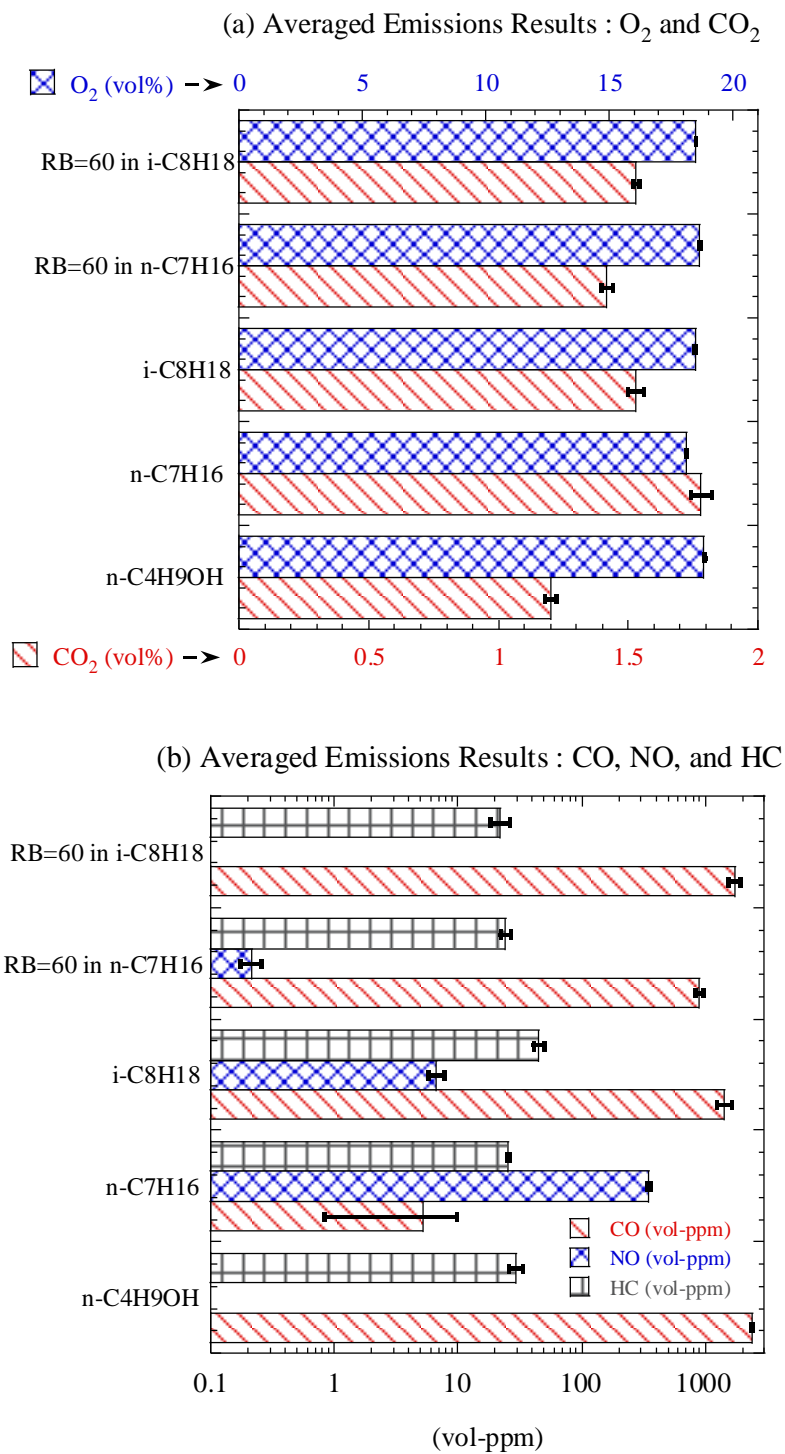 (a) Averaged Emissions Results : O₂ and CO₂
O₂ (vol%) 0 5 10 15 20
RB=60 in i-C8H18
RB=60 in n-C7H16
i-C8H18
n-C7H16
n-C4H9OH
CO₂ (vol%) 0 0.5 1 1.5 2
(b) Averaged Emissions Results : CO, NO, and HC
RB=60 in i-C8H18
RB=60 in n-C7H16
i-C8H18
n-C7H16
CO (vol-ppm)
NO (vol-ppm)
HC (vol-ppm)
n-C4H9OH
0.1 1 10 100 1000
(vol-ppm)